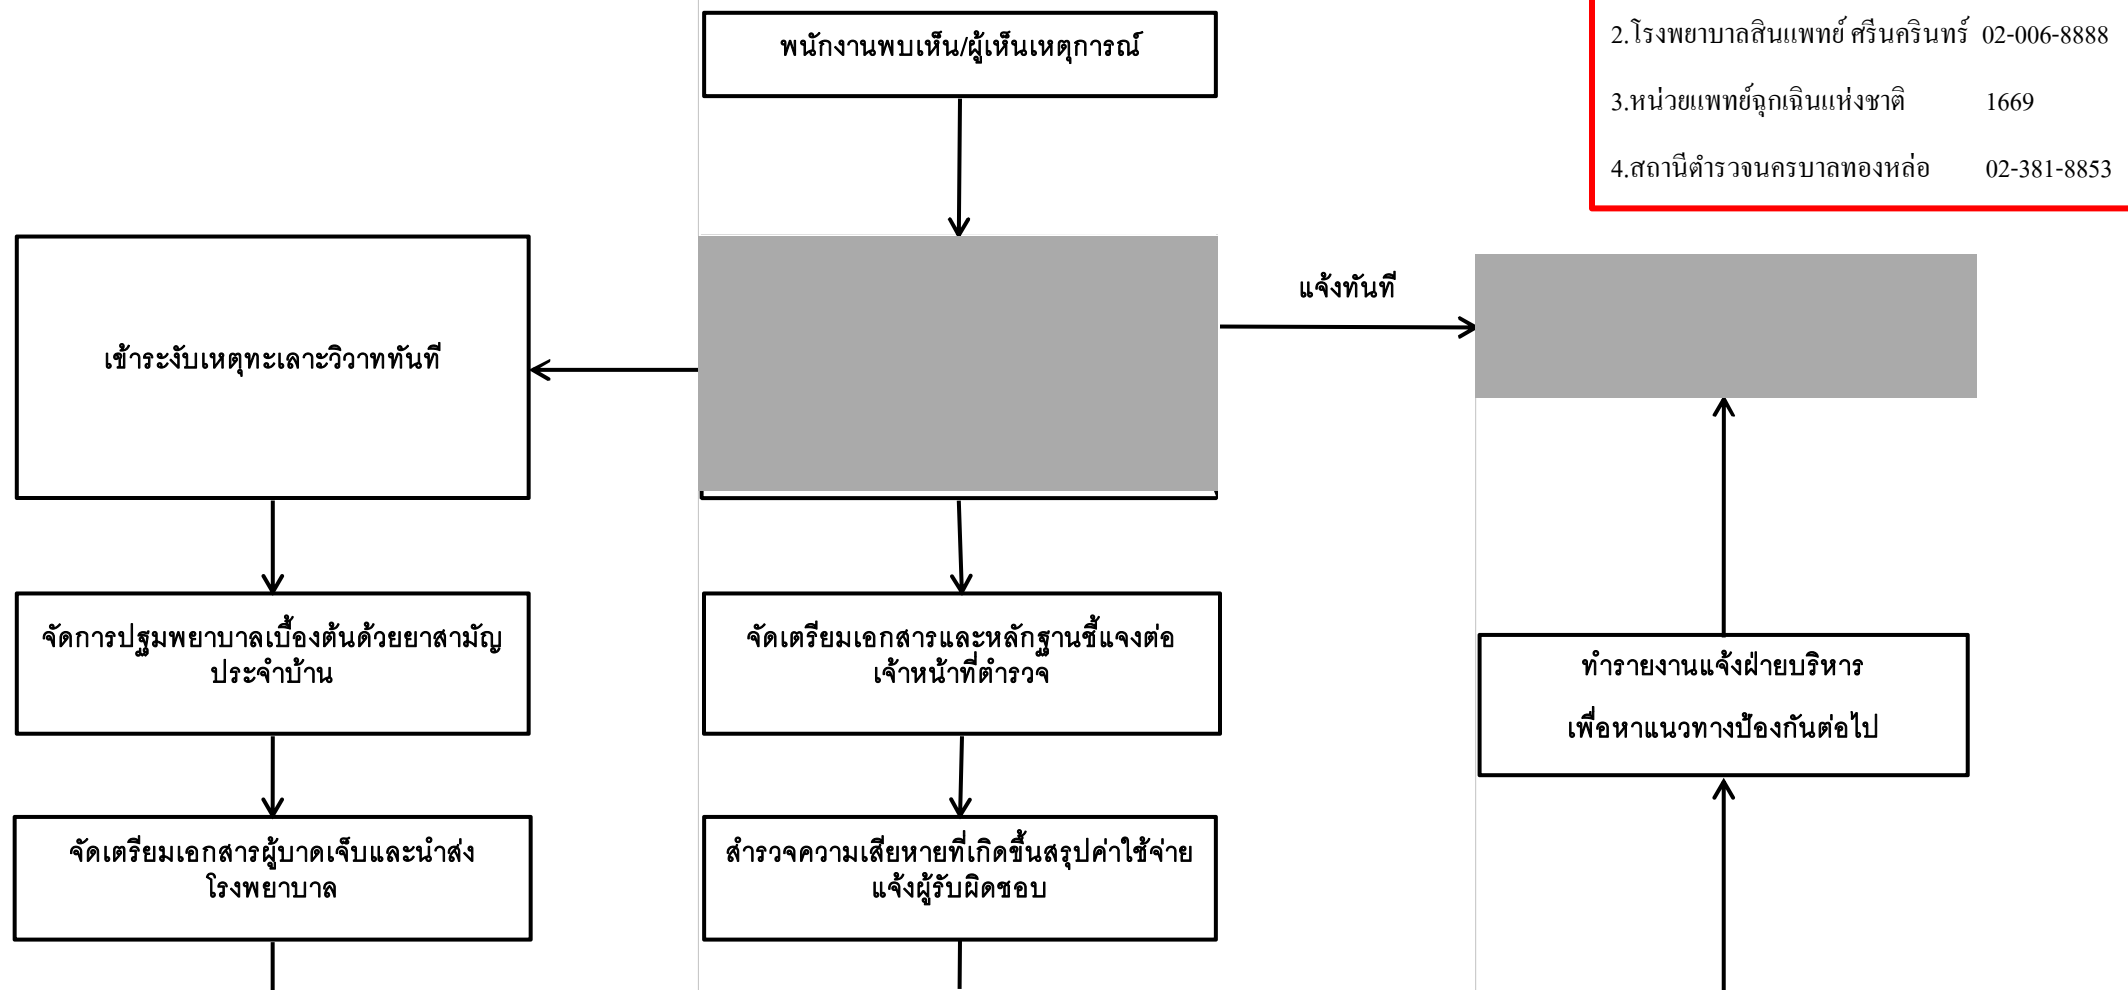 พนักงานพบเห็น/ผู้เห็นเหตุการณ์
2.โรงพยาบาลสินแพทย์ ศรีนครินทร์ 02-006-8888
3.หน่วยแพทย์ฉุกเฉินแห่งชาติ 1669
4.สถานีตำรวจนครบาลทองหล่อ 02-381-8853
แจ้งทันที
เข้าระงับเหตุทะเลาะวิวาททันที
จัดการปฐมพยาบาลเบื้องต้นด้วยยาสามัญ
ประจำบ้าน
จัดเตรียมเอกสารและหลักฐานชี้แจงต่อ
เจ้าหน้าที่ตำรวจ
ทำรายงานแจ้งฝ่ายบริหาร
เพื่อหาแนวทางป้องกันต่อไป
จัดเตรียมเอกสารผู้บาดเจ็บและนำส่ง
โรงพยาบาล
สำรวจความเสียหายที่เกิดขึ้นสรุปค่าใช้จ่าย
แจ้งผู้รับผิดชอบ